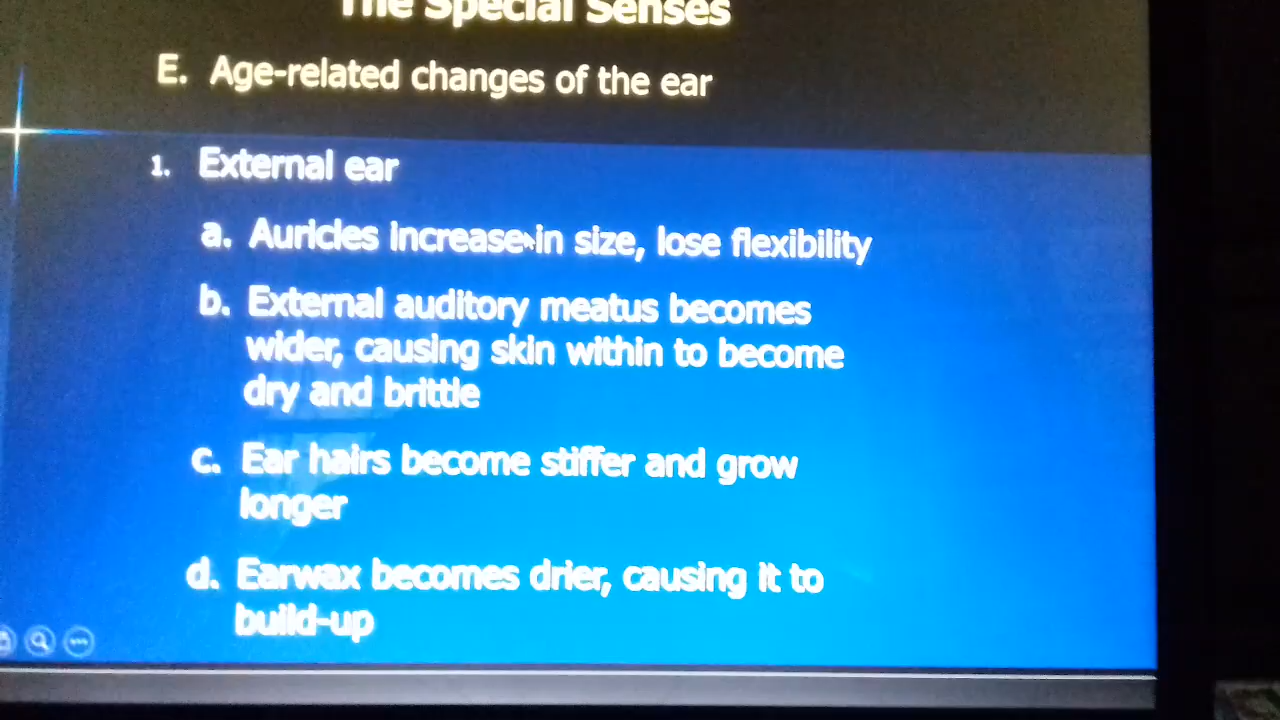 The Special Senses
E. Age-related changes of the ear
1. External ear
a. Auricles increase in size, lose flexibility
b. External auditory meatus becomes
wider, causing skin within to become
dry and brittle
c. Ear hairs become stiffer and grow
longer
d. Earwax becomes drier, causing it to
build-up